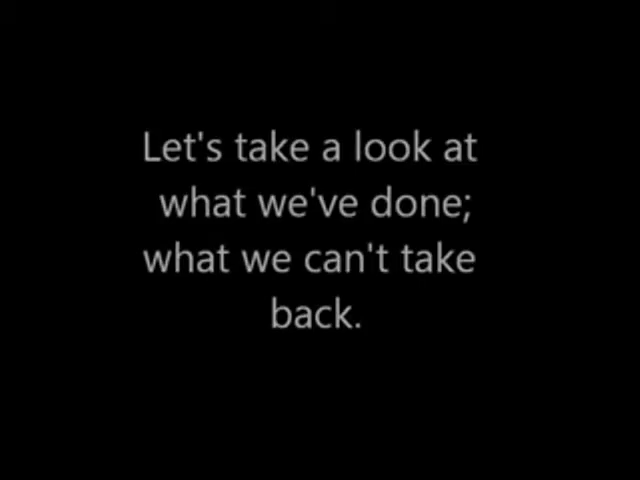 Let's take a look at
what we've done;
what we can't take
back.